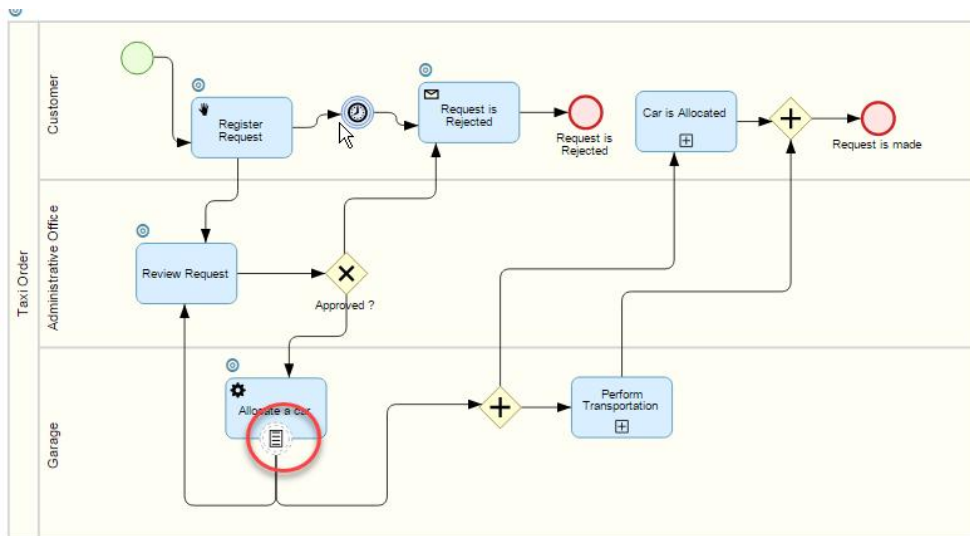 Taxi Order
Customer
Register
Request
Request is
Rejected
Request is
Rejected
Car is Allocated
Request is made
Administrative Office
Review Request
Approved ?
Garage
Allocate a car
Perform
Transportation